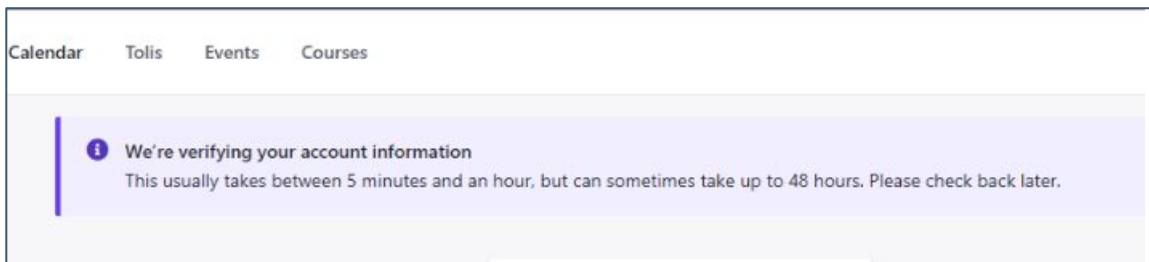 Calendar Tolis Events Courses
We're verifying your account information
This usually takes between 5 minutes and an hour, but can sometimes take up to 48 hours. Please check back later.